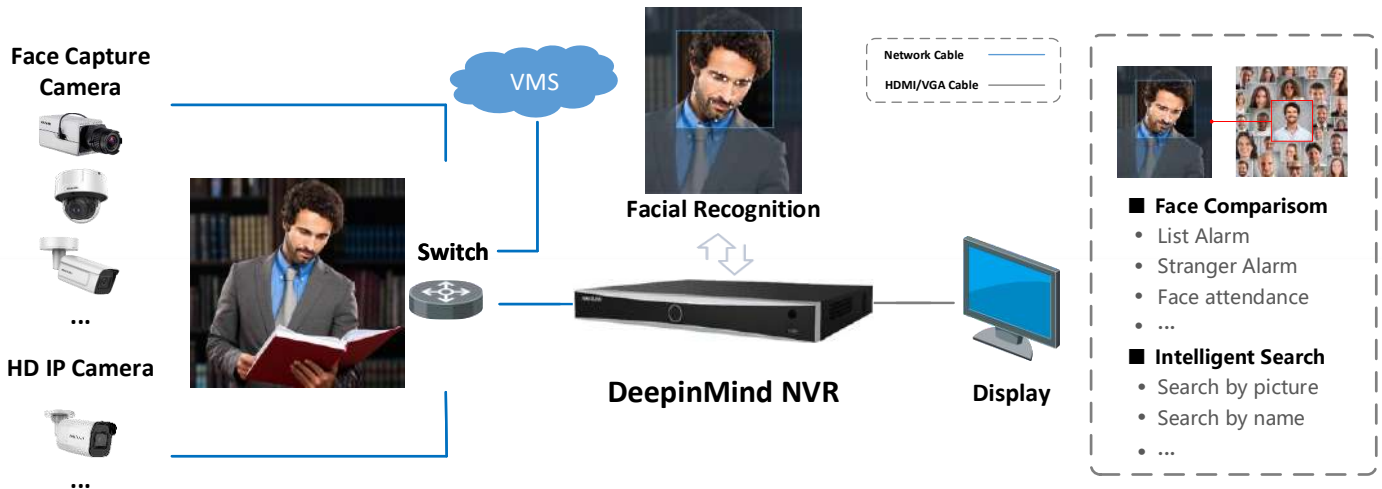 Face Capture
Camera
...
HD IP Camera
...
VMS
Switch
Facial Recognition
DeepinMind NVR
Display
Network Cable
HDMI/VGA Cable
■ Face Comparisom
• List Alarm
• Stranger Alarm
• Face attendance
• ...
■ Intelligent Search
• Search by picture
• Search by name
• ...